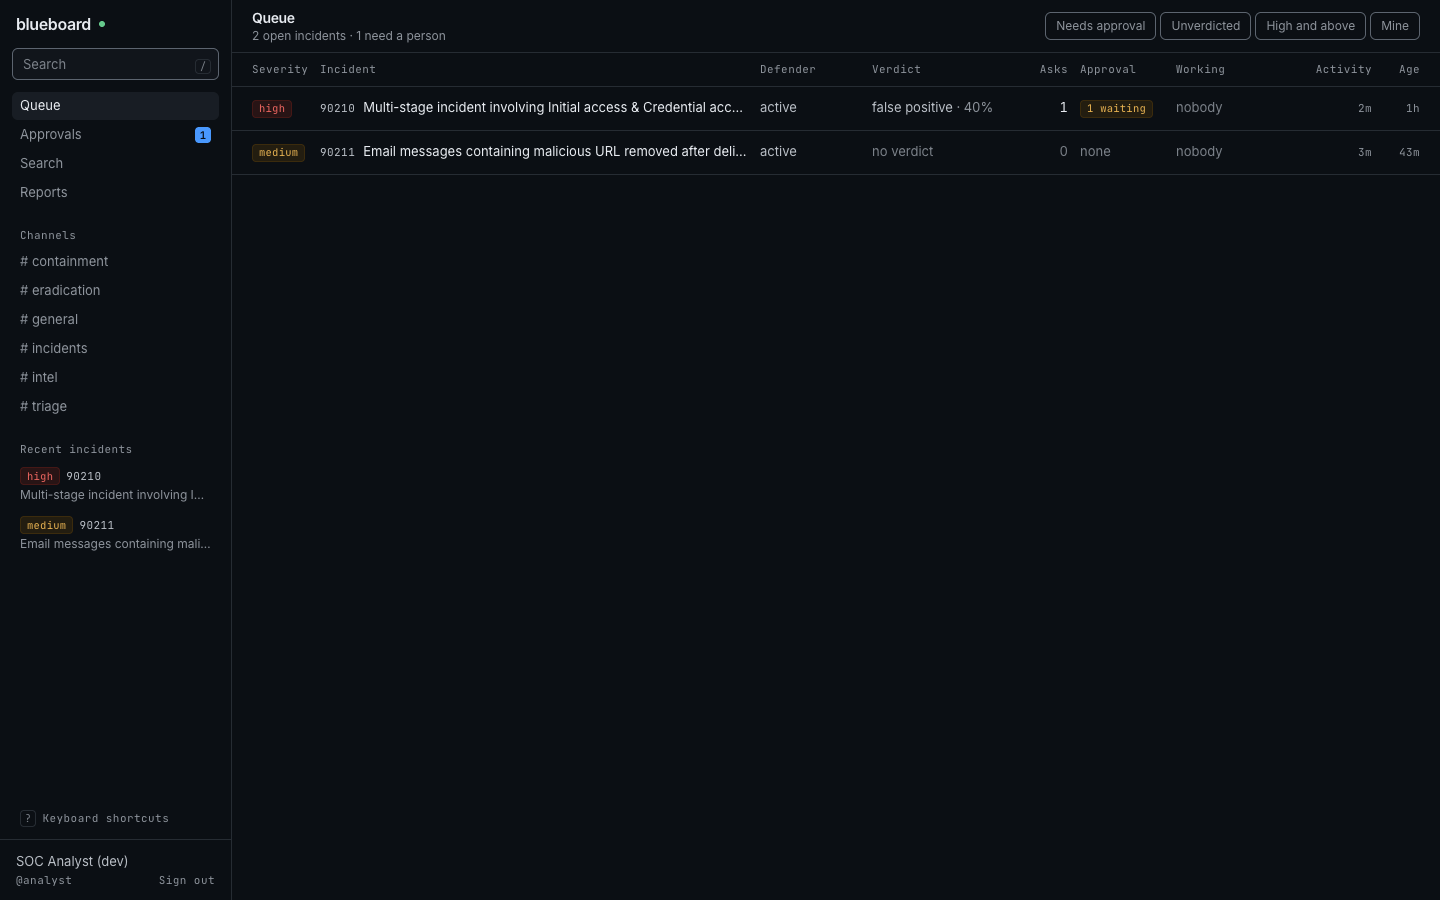 blueboard
Search /
Queue
Approvals 1
Search
Reports
Channels
# containment
# eradication
# general
# incidents
# intel
# triage
Recent incidents
high 90210
Multi-stage incident involving I...
medium 90211
Email messages containing mali...
? Keyboard shortcuts
SOC Analyst (dev)
@analyst Sign out
Queue
2 open incidents · 1 need a person
Needs approval Unverdicted High and above Mine
Severity Incident Defender Verdict Asks Approval Working Activity Age
high 90210 Multi-stage incident involving Initial access & Credential acc... active false positive · 40% 1 1 waiting nobody 2m 1h
medium 90211 Email messages containing malicious URL removed after deli... active no verdict 0 none nobody 3m 43m